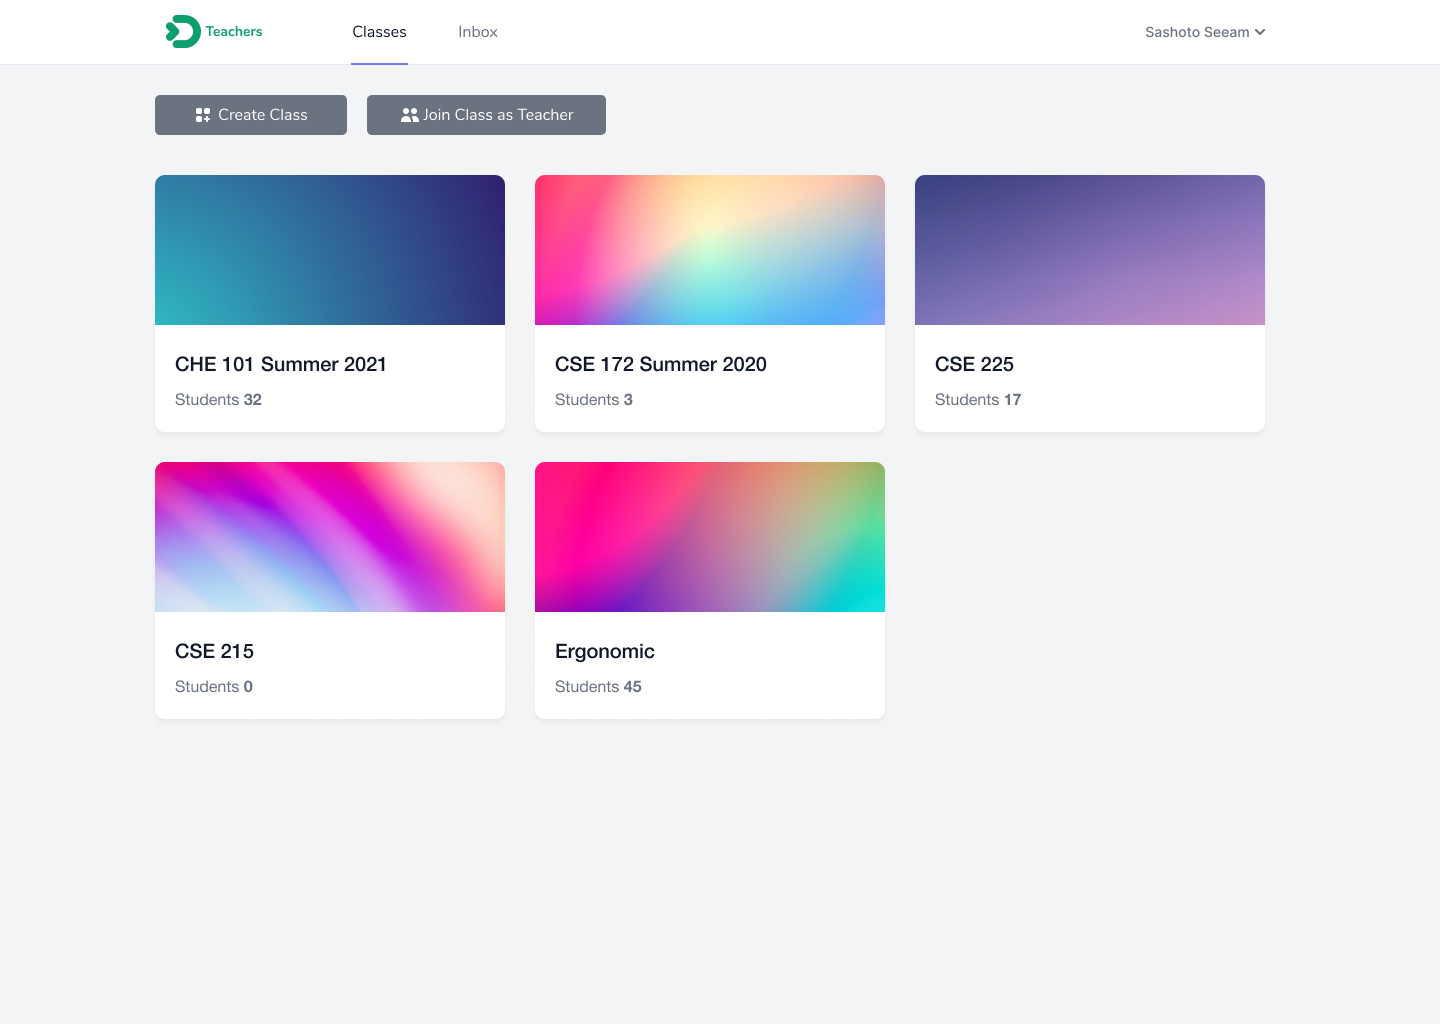 Teachers
Classes
Inbox
Sashoto Seeam
Create Class
Join Class as Teacher
CHE 101 Summer 2021
Students 32
CSE 172 Summer 2020
Students 3
CSE 225
Students 17
CSE 215
Students 0
Ergonomic
Students 45